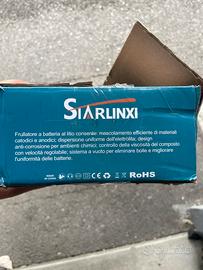 STARLINXI
Frullatore a batteria al litio consente: mescolamento efficiente di materiali
catodici e anodici; dispersione uniforme dell'elettrolita; design
anti-corrosione per ambienti chimici; controllo della viscosità del composto
con velocità regolabile; sistema a vuoto per eliminare bolle e migliorare
l'uniformità delle batterie.
CE RoHS